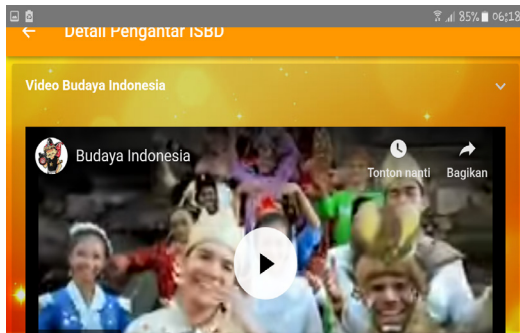 85% 06:18
Detail Pengantar ISBD
Video Budaya Indonesia
Budaya Indonesia
Tonton nanti Bagikan